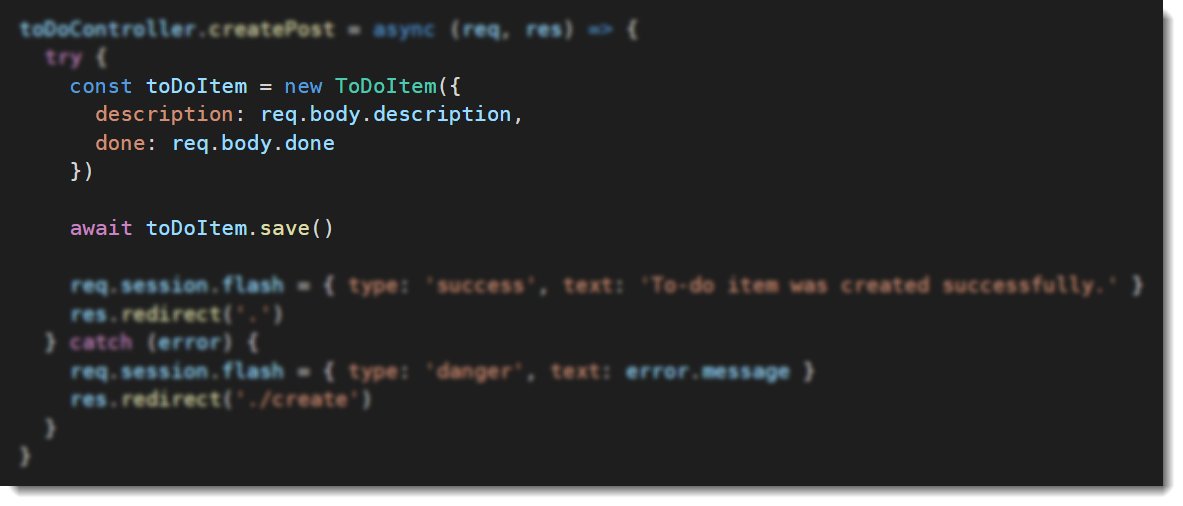 toDoController.createPost = async (req, res) => {
  try {
    const toDoItem = new ToDoItem({
      description: req.body.description,
      done: req.body.done
    })

    await toDoItem.save()

    req.session.flash = { type: 'success', text: 'To-do item was created successfully.' }
    res.redirect('.')
  } catch (error) {
    req.session.flash = { type: 'danger', text: error.message }
    res.redirect('./create')
  }
}